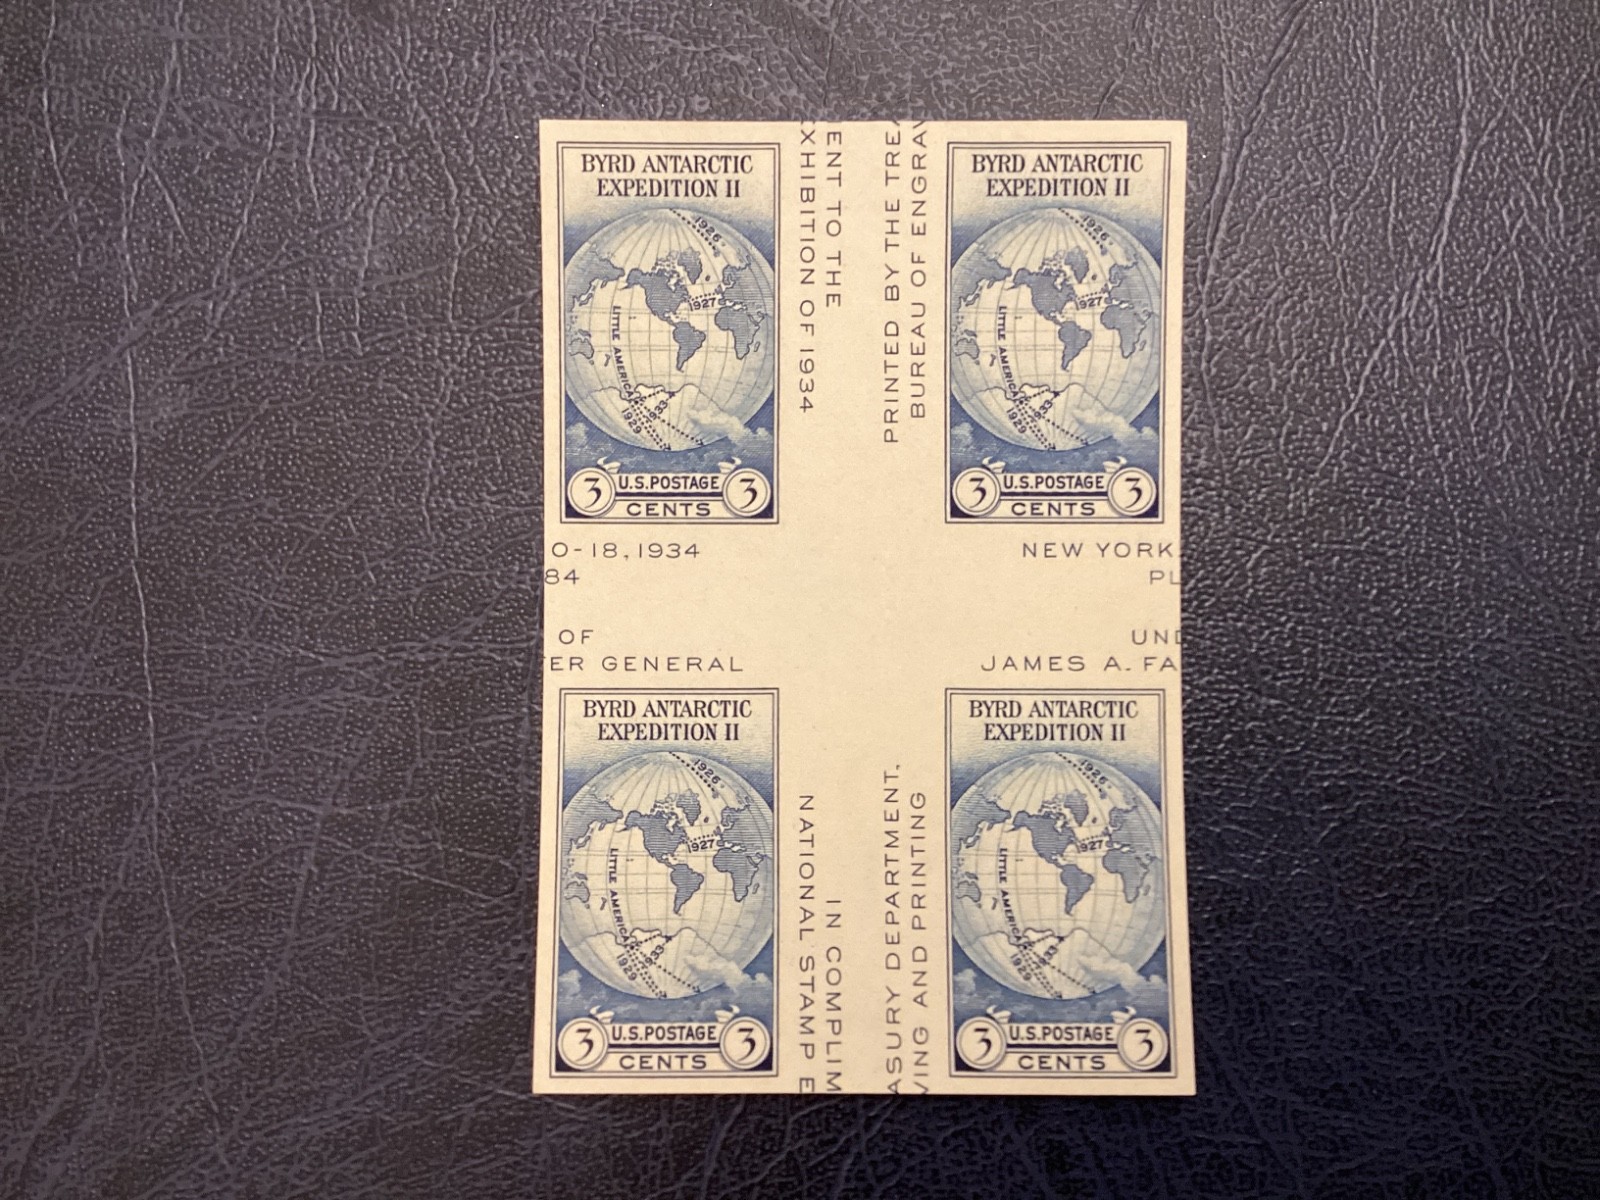 BYRD ANTARCTIC
EXPEDITION II
1926
1927
LITTLE AMERICA
1933
1929
3 U.S. POSTAGE 3
CENTS
XHIBITION OF 1934
ENT TO THE
PRINTED BY THE TREA
BUREAU OF ENGRAV
BYRD ANTARCTIC
EXPEDITION II
1926
1927
LITTLE AMERICA
1933
1929
3 U.S. POSTAGE 3
CENTS
0-18, 1934
84
NEW YORK
PL
OF
ER GENERAL
UND
JAMES A. FA
BYRD ANTARCTIC
EXPEDITION II
1926
1927
LITTLE AMERICA
1933
1929
3 U.S. POSTAGE 3
CENTS
NATIONAL STAMP E
IN COMPLIM
ASURY DEPARTMENT,
VING AND PRINTING
BYRD ANTARCTIC
EXPEDITION II
1926
1927
LITTLE AMERICA
1933
1929
3 U.S. POSTAGE 3
CENTS